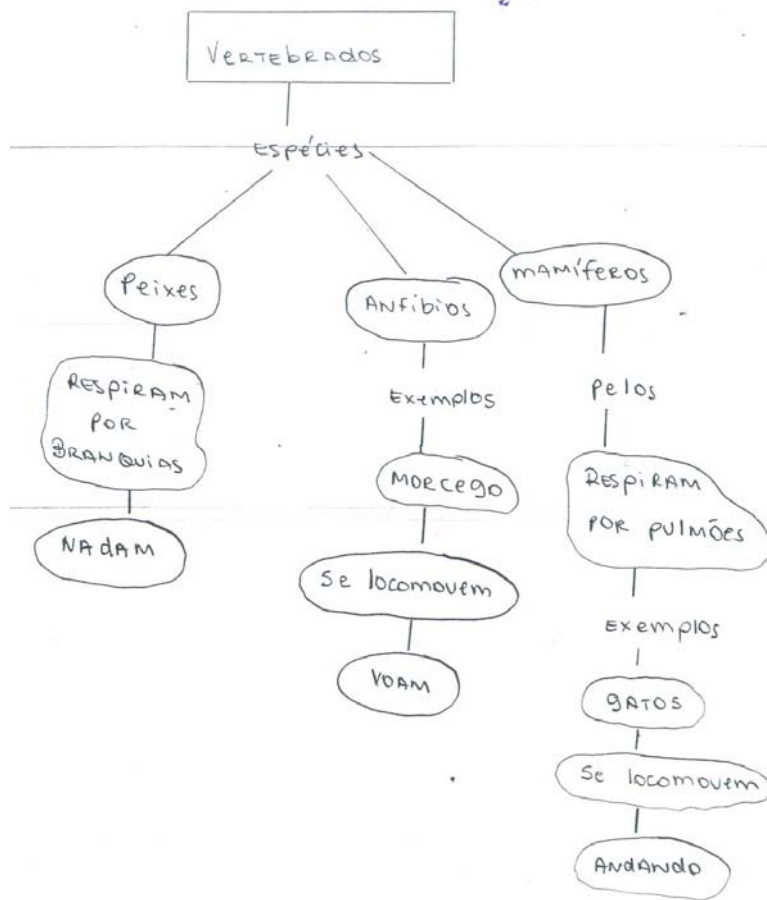 Vertebrados
Espécies
Peixes
Anfíbios
mamíferos
Respiram
por
Branquias
Exemplos
pelos
Nadam
Morcego
Respiram
por pulmões
Se locomovem
Exemplos
Voam
gatos
Se locomovem
Andando